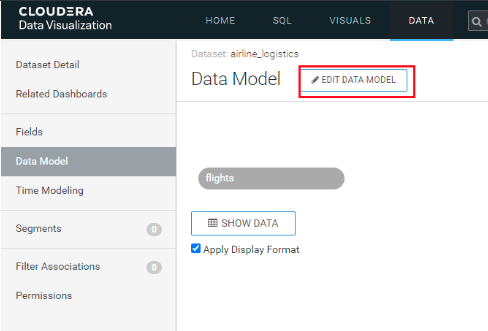 CLOUDERA
Data Visualization
HOME SQL VISUALS DATA
Dataset Detail
Related Dashboards
Fields
Data Model
Time Modeling
Segments 0
Filter Associations 0
Permissions
Dataset: airline_logistics
Data Model EDIT DATA MODEL
flights
SHOW DATA
Apply Display Format